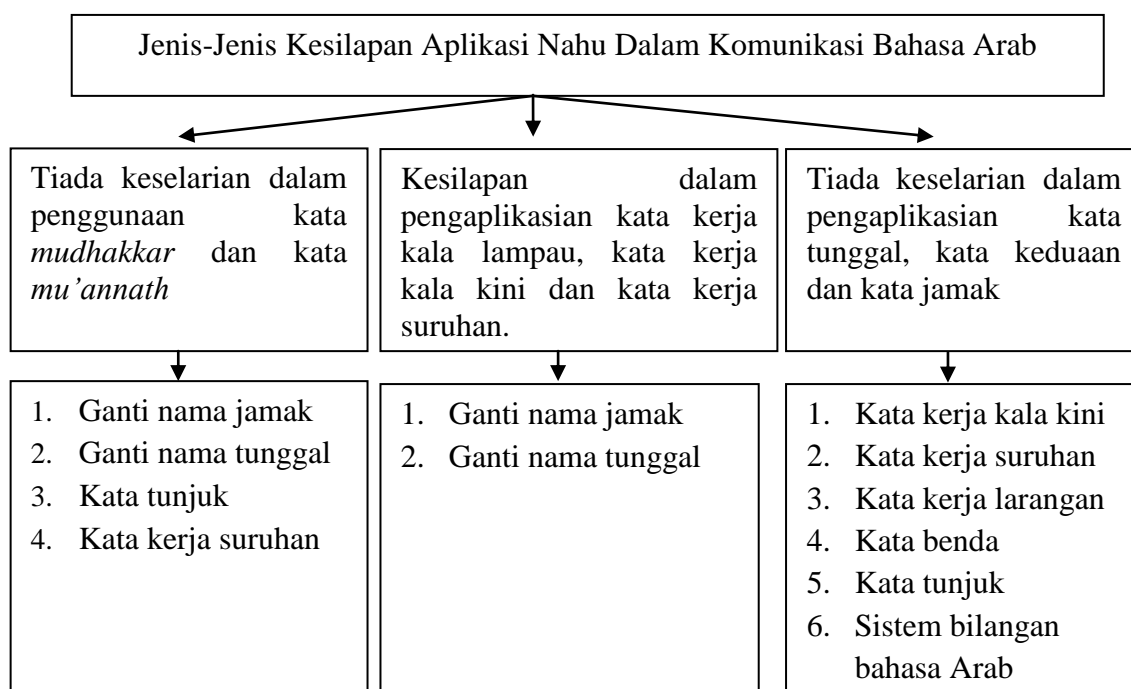 Jenis-Jenis Kesilapan Aplikasi Nahu Dalam Komunikasi Bahasa Arab
Tiada keselarian dalam
penggunaan kata
mudhakkar dan kata
mu’annath
Kesilapan dalam
pengaplikasian kata kerja
kala lampau, kata kerja
kala kini dan kata kerja
suruhan.
Tiada keselarian dalam
pengaplikasian kata
tunggal, kata keduaan
dan kata jamak
1. Ganti nama jamak
2. Ganti nama tunggal
3. Kata tunjuk
4. Kata kerja suruhan
1. Ganti nama jamak
2. Ganti nama tunggal
1. Kata kerja kala kini
2. Kata kerja suruhan
3. Kata kerja larangan
4. Kata benda
5. Kata tunjuk
6. Sistem bilangan
bahasa Arab